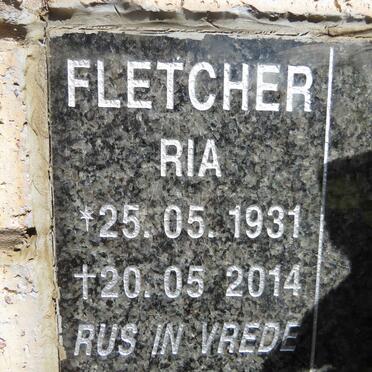 FLETCHER
RIA
*25. 05. 1931
†20. 05 2014
RUS IN VREDE